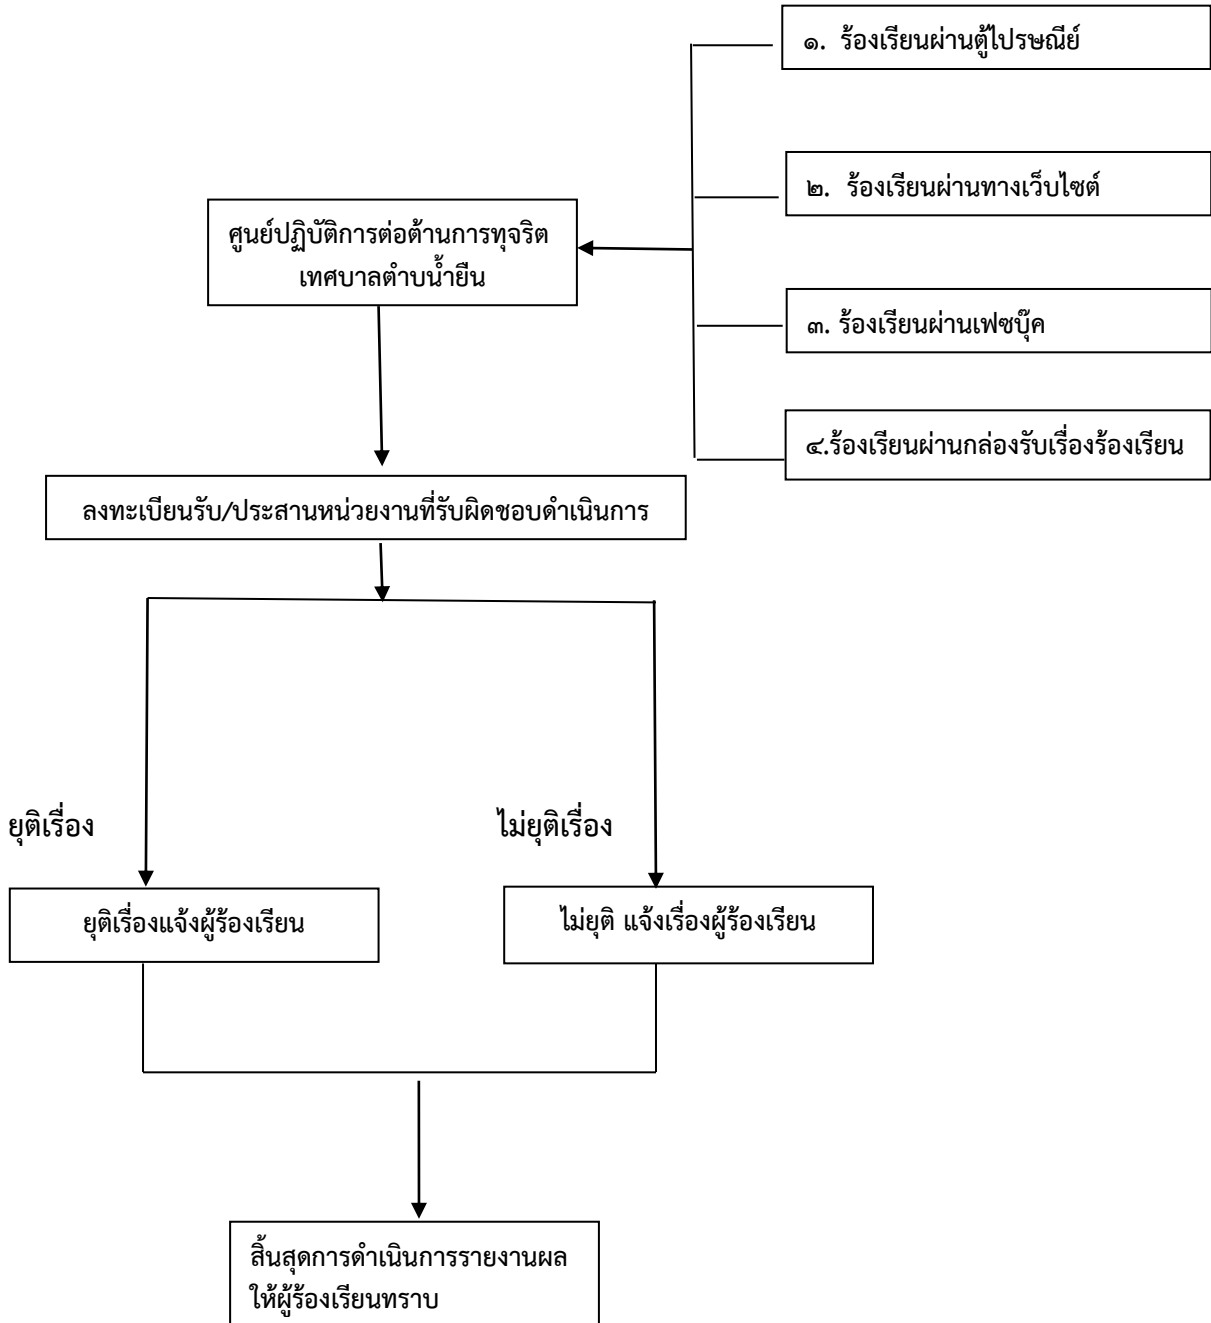 ๑.  ร้องเรียนผ่านตู้ไปรษณีย์
๒.  ร้องเรียนผ่านทางเว็บไซต์
ศูนย์ปฏิบัติการต่อต้านการทุจริต
เทศบาลตำบน้ำยืน
๓. ร้องเรียนผ่านเฟซบุ๊ค
๔.ร้องเรียนผ่านกล่องรับเรื่องร้องเรียน
ลงทะเบียนรับ/ประสานหน่วยงานที่รับผิดชอบดำเนินการ
ยุติเรื่อง
ไม่ยุติเรื่อง
ยุติเรื่องแจ้งผู้ร้องเรียน
ไม่ยุติ แจ้งเรื่องผู้ร้องเรียน
สิ้นสุดการดำเนินการรายงานผล
ให้ผู้ร้องเรียนทราบ